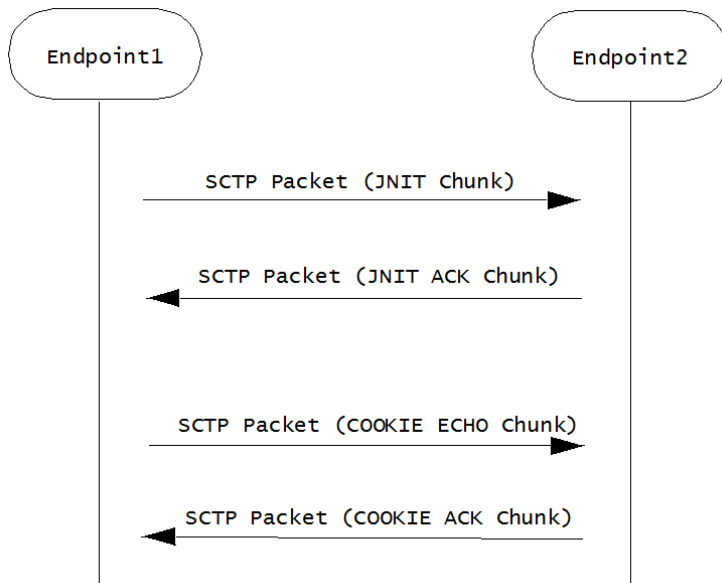 Endpoint1
Endpoint2
SCTP Packet (JNIT Chunk)
SCTP Packet (JNIT ACK Chunk)
SCTP Packet (COOKIE ECHO Chunk)
SCTP Packet (COOKIE ACK Chunk)